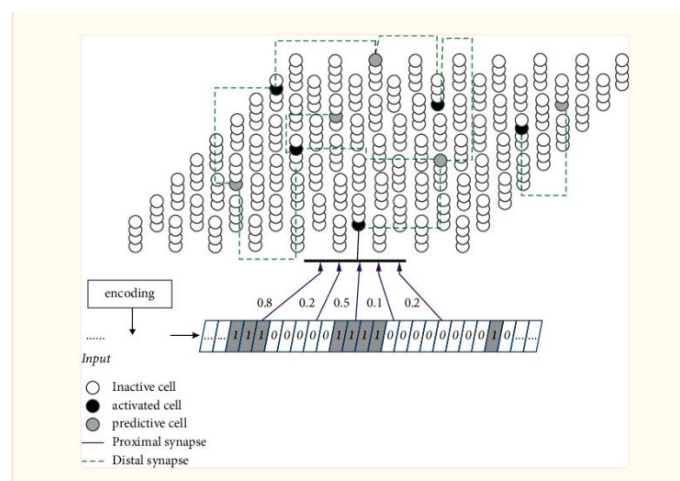 0.8 0.2 0.5 0.1 0.2
encoding
...... ... ... 1 1 1 0 0 0 0 0 1 1 1 1 0 0 0 0 0 0 0 0 1 0 ... ...
Input
Inactive cell
activated cell
predictive cell
Proximal synapse
Distal synapse